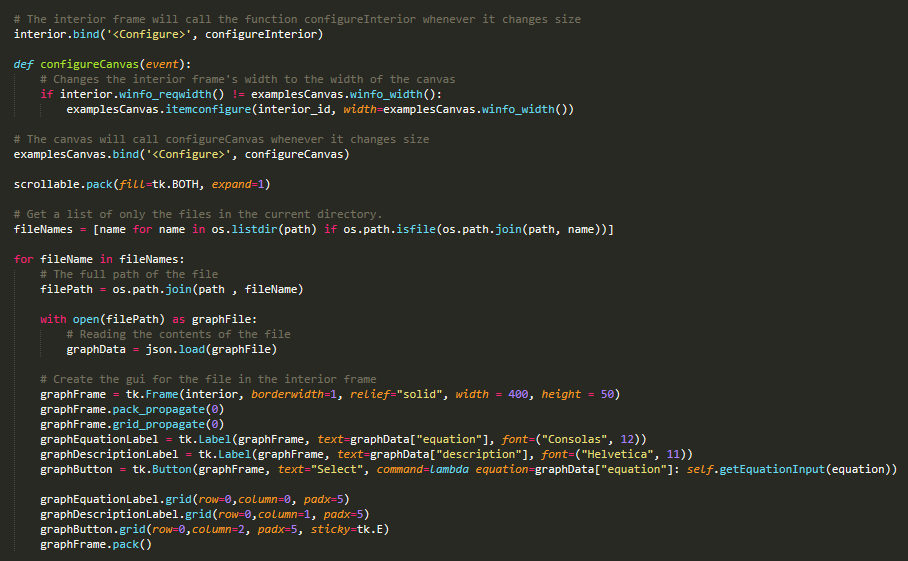 # The interior frame will call the function configureInterior whenever it changes size
interior.bind('<Configure>', configureInterior)

def configureCanvas(event):
    # Changes the interior frame's width to the width of the canvas
    if interior.winfo_reqwidth() != examplesCanvas.winfo_width():
        examplesCanvas.itemconfigure(interior_id, width=examplesCanvas.winfo_width())

# The canvas will call configureCanvas whenever it changes size
examplesCanvas.bind('<Configure>', configureCanvas)

scrollable.pack(fill=tk.BOTH, expand=1)

# Get a list of only the files in the current directory.
fileNames = [name for name in os.listdir(path) if os.path.isfile(os.path.join(path, name))]

for fileName in fileNames:
    # The full path of the file
    filePath = os.path.join(path , fileName)

    with open(filePath) as graphFile:
        # Reading the contents of the file
        graphData = json.load(graphFile)

    # Create the gui for the file in the interior frame
    graphFrame = tk.Frame(interior, borderwidth=1, relief="solid", width = 400, height = 50)
    graphFrame.pack_propagate(0)
    graphFrame.grid_propagate(0)
    graphEquationLabel = tk.Label(graphFrame, text=graphData["equation"], font=("Consolas", 12))
    graphDescriptionLabel = tk.Label(graphFrame, text=graphData["description"], font=("Helvetica", 11))
    graphButton = tk.Button(graphFrame, text="Select", command=lambda equation=graphData["equation"]: self.getEquationInput(equation))

    graphEquationLabel.grid(row=0,column=0, padx=5)
    graphDescriptionLabel.grid(row=0,column=1, padx=5)
    graphButton.grid(row=0,column=2, padx=5, sticky=tk.E)
    graphFrame.pack()